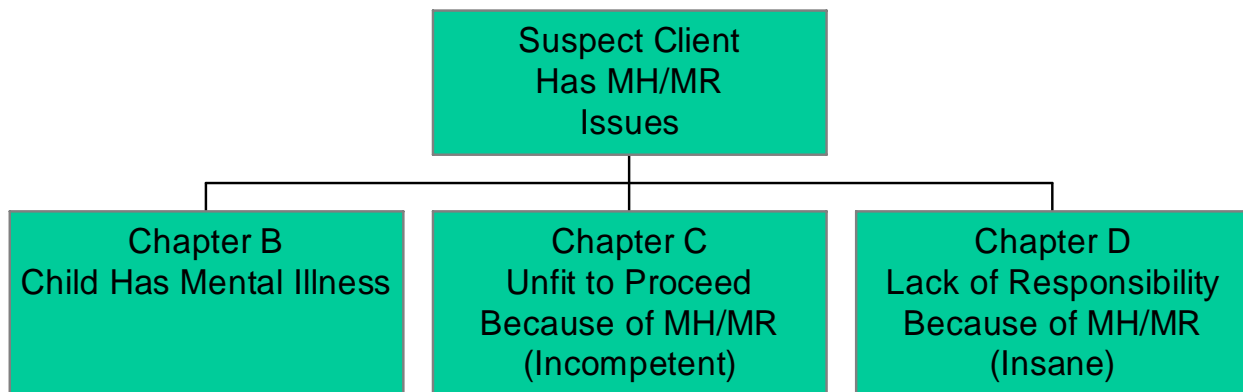 Suspect Client
Has MH/MR
Issues
Chapter B
Child Has Mental Illness
Chapter C
Unfit to Proceed
Because of MH/MR
(Incompetent)
Chapter D
Lack of Responsibility
Because of MH/MR
(Insane)